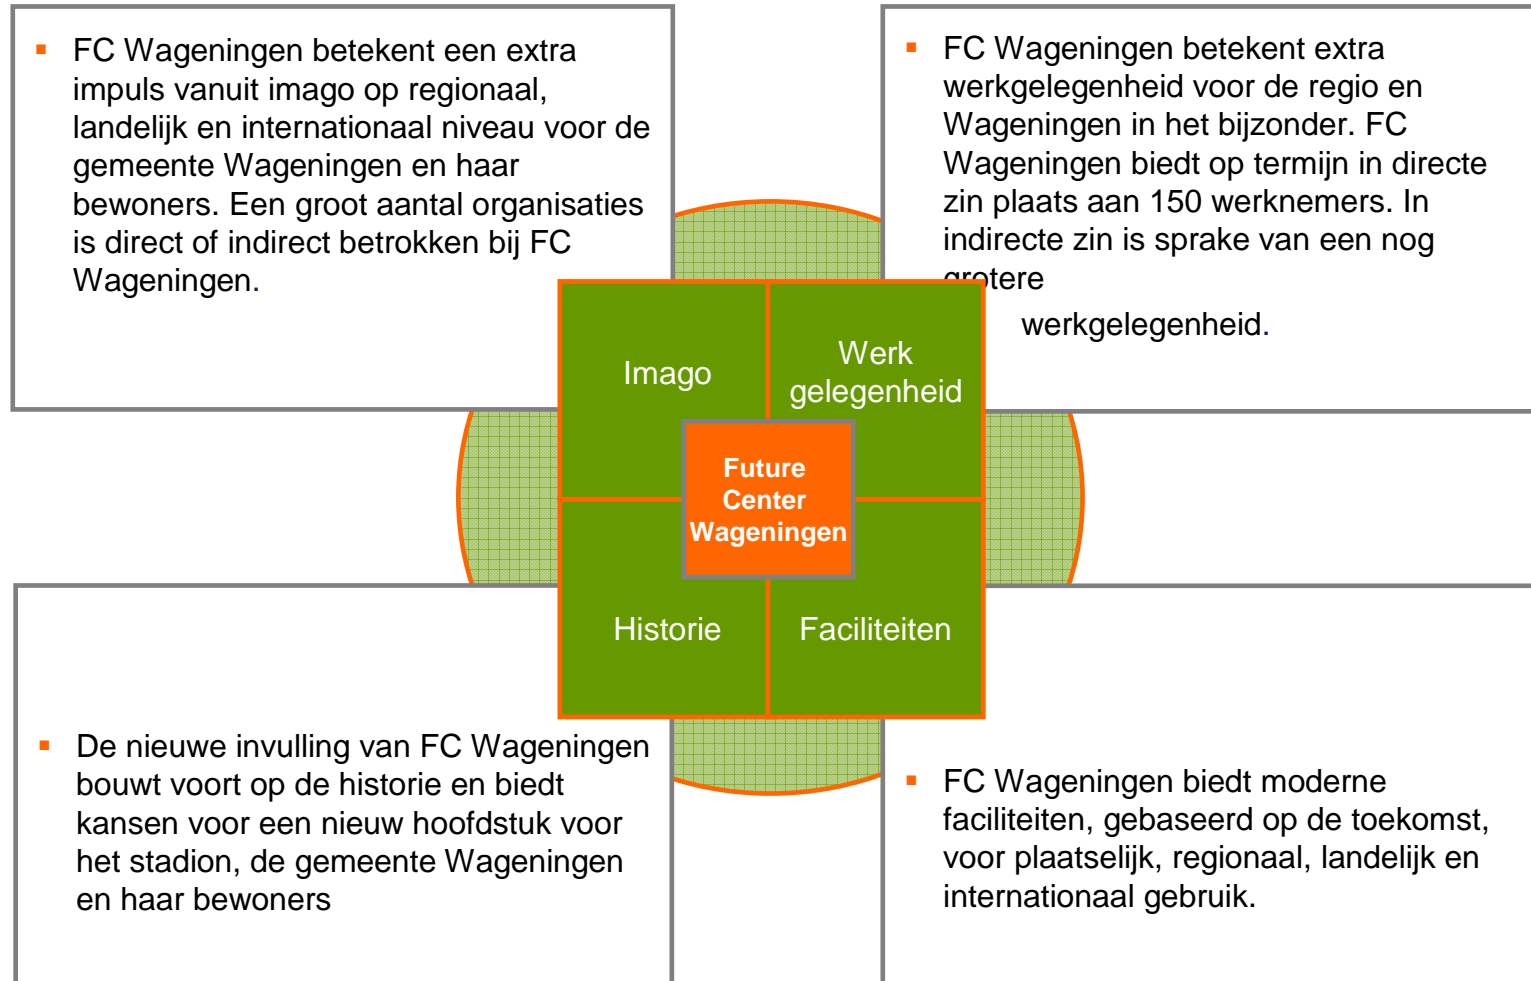 FC Wageningen betekent een extra
impuls vanuit imago op regionaal,
landelijk en internationaal niveau voor de
gemeente Wageningen en haar
bewoners. Een groot aantal organisaties
is direct of indirect betrokken bij FC
Wageningen.
FC Wageningen betekent extra
werkgelegenheid voor de regio en
Wageningen in het bijzonder. FC
Wageningen biedt op termijn in directe
zin plaats aan 150 werknemers. In
indirecte zin is sprake van een nog
grotere
werkgelegenheid.
Imago
Werk
gelegenheid
Future
Center
Wageningen
Historie
Faciliteiten
De nieuwe invulling van FC Wageningen
bouwt voort op de historie en biedt
kansen voor een nieuw hoofdstuk voor
het stadion, de gemeente Wageningen
en haar bewoners
FC Wageningen biedt moderne
faciliteiten, gebaseerd op de toekomst,
voor plaatselijk, regionaal, landelijk en
internationaal gebruik.